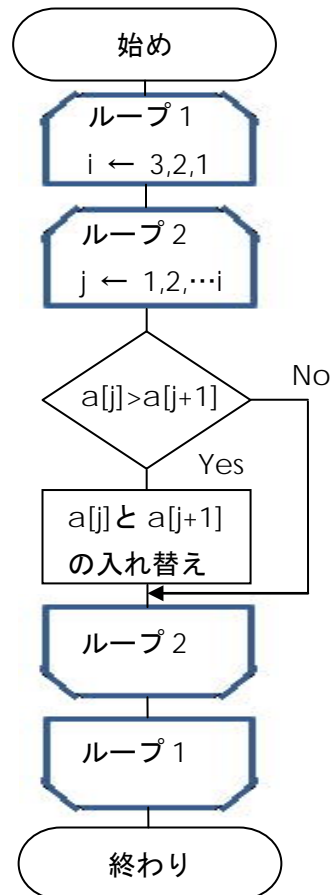 始め
ループ 1
i ← 3,2,1
ループ 2
j ← 1,2,…i
a[j]>a[j+1]
No
Yes
a[j]と a[j+1]
の入れ替え
ループ 2
ループ 1
終わり